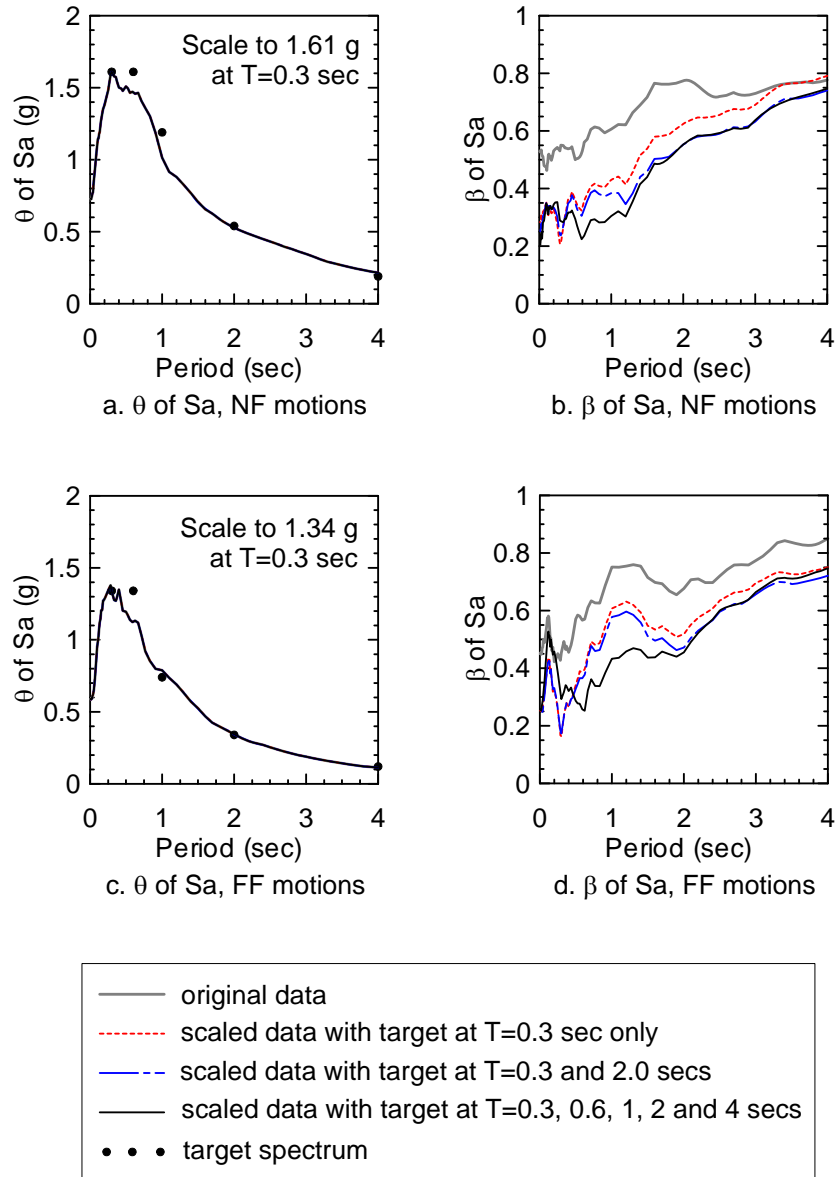 2
1.5
1
0.5
0
θ of Sa (g)
Scale to 1.61 g
at T=0.3 sec
0 1 2 3 4
Period (sec)
a. θ of Sa, NF motions
1
0.8
0.6
0.4
0.2
0
β of Sa
0 1 2 3 4
Period (sec)
b. β of Sa, NF motions
2
1.5
1
0.5
0
θ of Sa (g)
Scale to 1.34 g
at T=0.3 sec
0 1 2 3 4
Period (sec)
c. θ of Sa, FF motions
1
0.8
0.6
0.4
0.2
0
β of Sa
0 1 2 3 4
Period (sec)
d. β of Sa, FF motions
original data
scaled data with target at T=0.3 sec only
scaled data with target at T=0.3 and 2.0 secs
scaled data with target at T=0.3, 0.6, 1, 2 and 4 secs
target spectrum